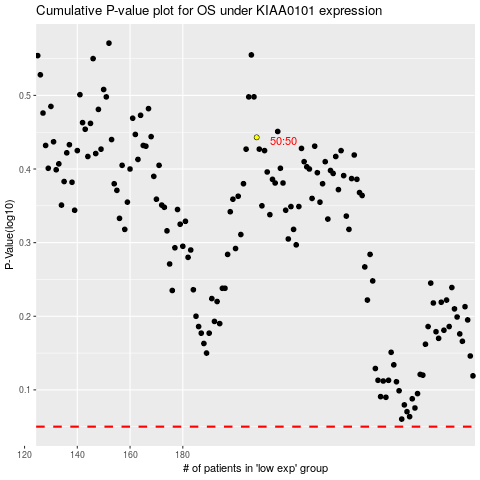 Cumulative P-value plot for OS under KIAA0101 expression
P-Value(log10)
0.5
0.4
0.3
0.2
0.1
50:50
120 140 160 180
# of patients in 'low exp' group